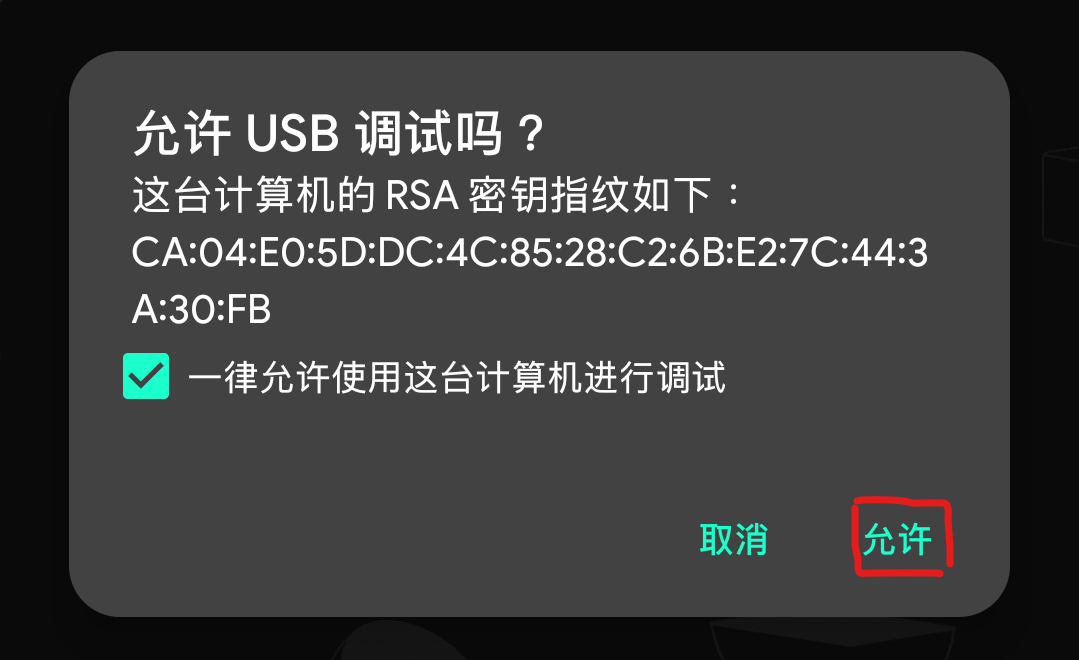 允许 USB 调试吗？
这台计算机的 RSA 密钥指纹如下：
CA:04:E0:5D:DC:4C:85:28:C2:6B:E2:7C:44:3
A:30:FB
一律允许使用这台计算机进行调试
取消
允许